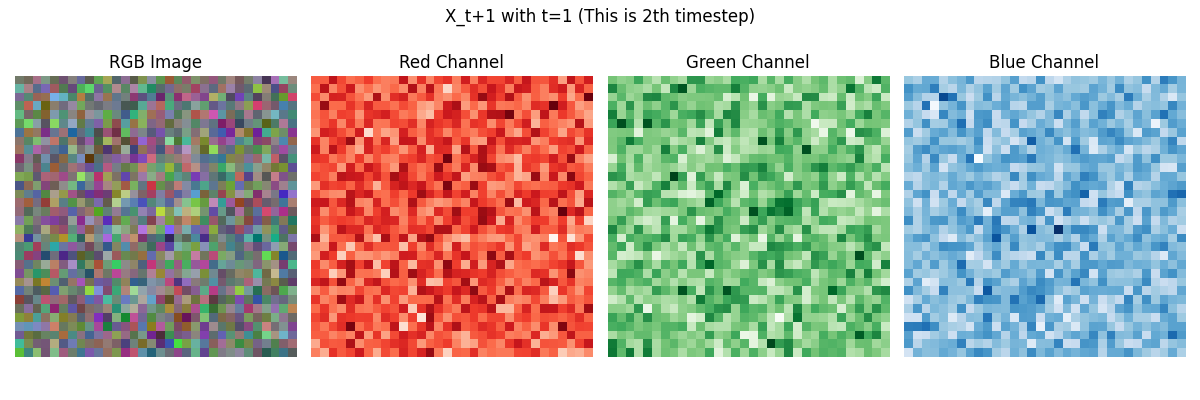 X_t+1 with t=1 (This is 2th timestep)
RGB Image
Red Channel
Green Channel
Blue Channel